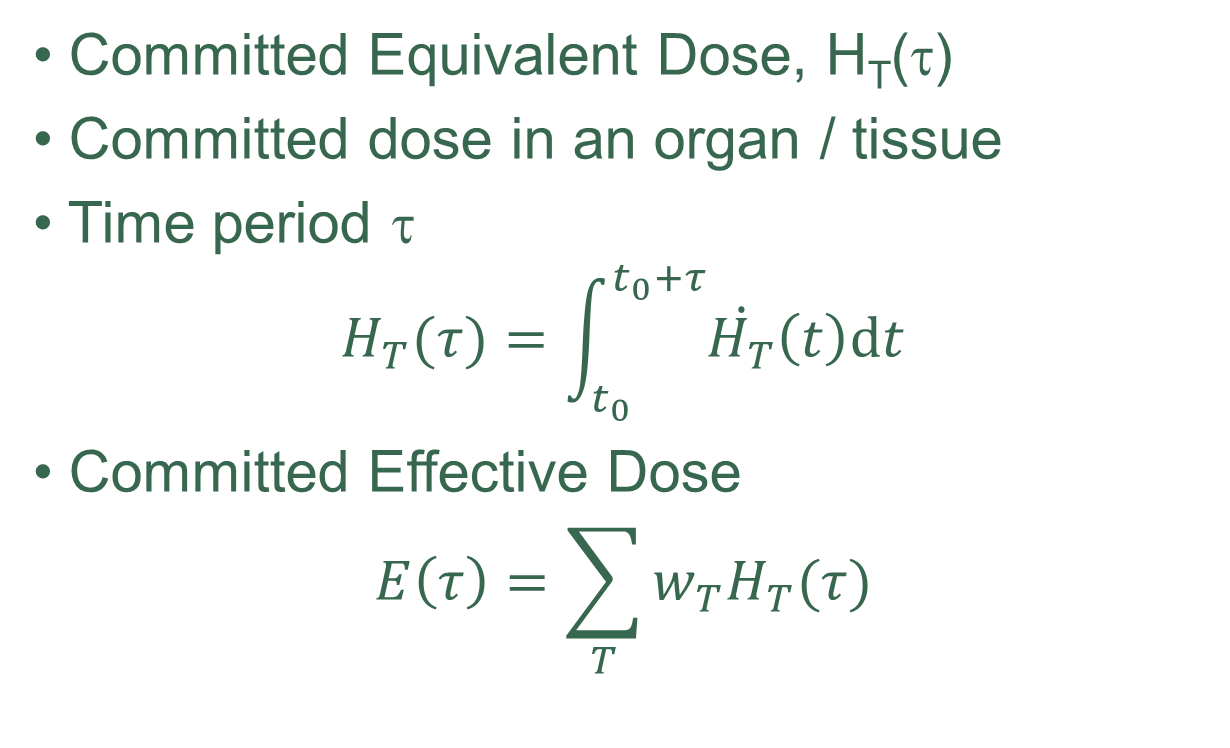 • Committed Equivalent Dose, H_T(τ)
• Committed dose in an organ / tissue
• Time period τ
H_T(τ) = ∫_{t_0}^{t_0+τ} Ḣ_T(t)dt
• Committed Effective Dose
E(τ) = ∑_T w_T H_T(τ)